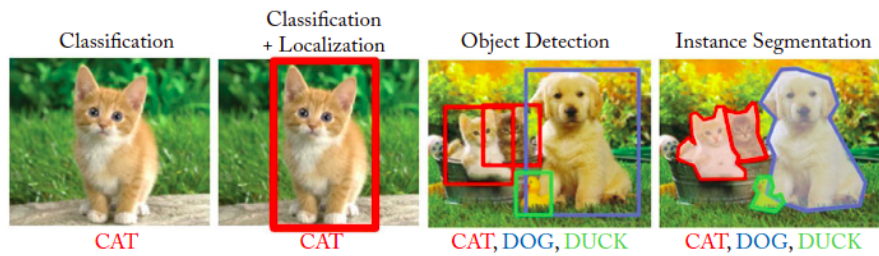 Classification
Classification
+ Localization
Object Detection
Instance Segmentation
CAT
CAT
CAT, DOG, DUCK
CAT, DOG, DUCK